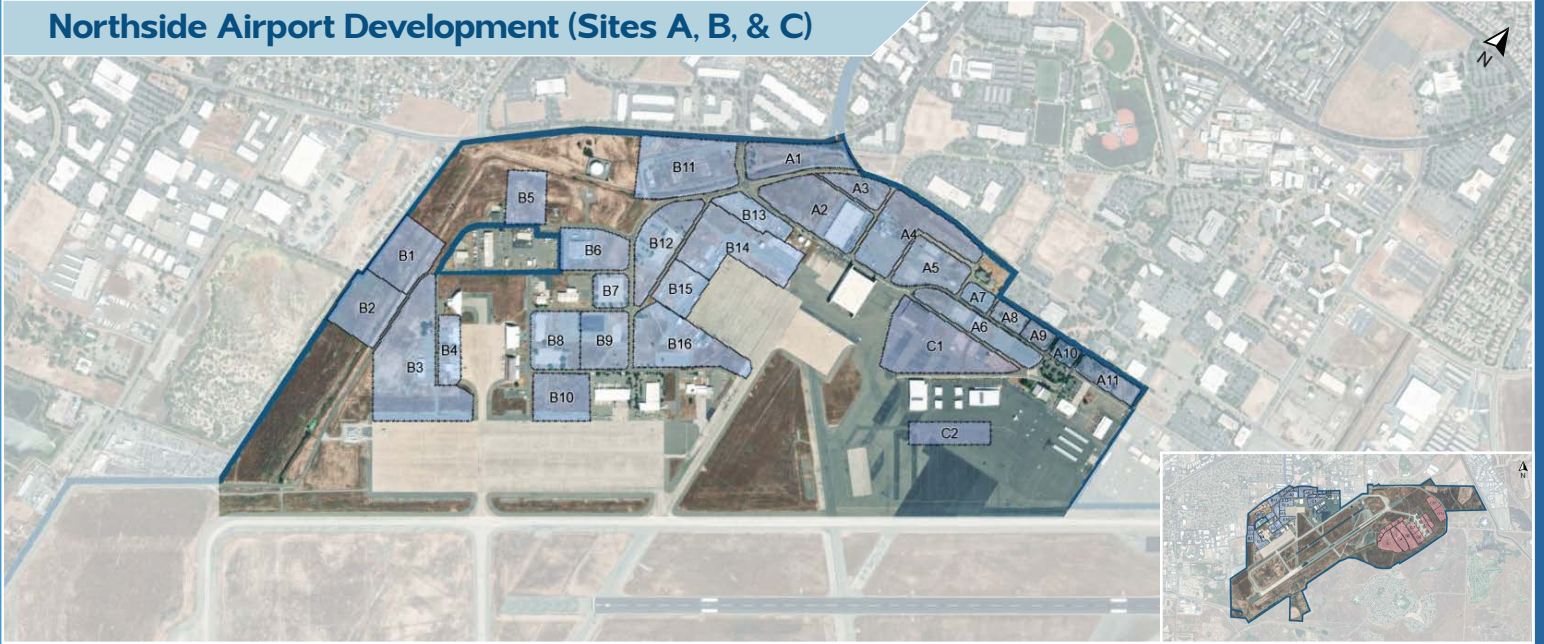 Northside Airport Development (Sites A, B, & C)
N
B11
A1
A3
B5
A2
B13
A4
B12
B6
B14
B1
A5
B15
B7
A7
B2
A8
A6
A9
B16
C1
B8
B9
B4
A10
B3
A11
B10
C2
N